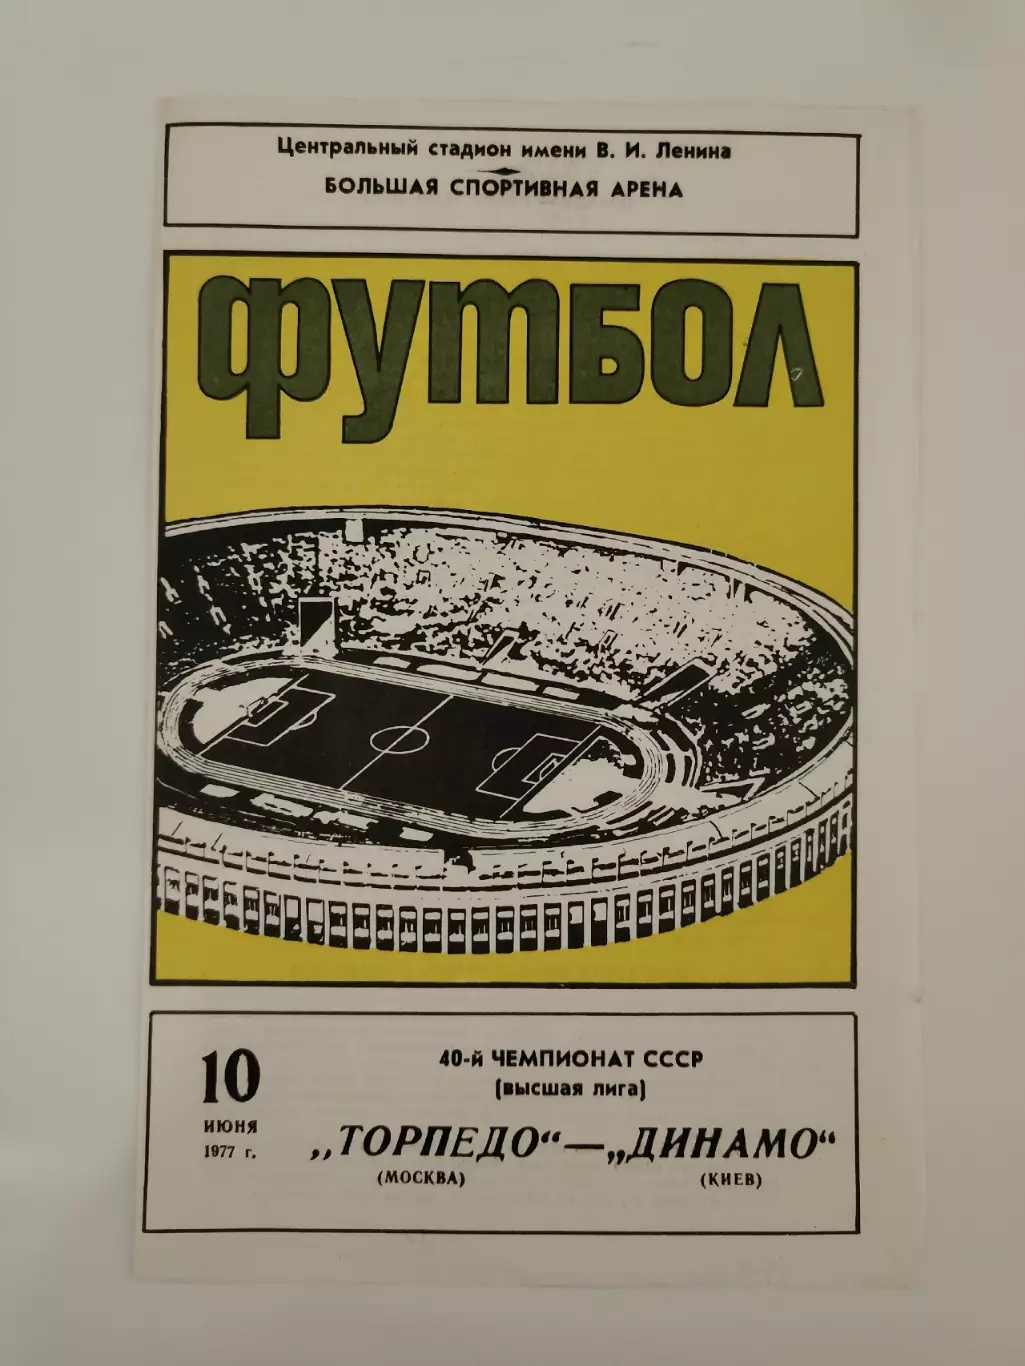 Центральный стадион имени В. И. Ленина
БОЛЬШАЯ СПОРТИВНАЯ АРЕНА
ФУТБОЛ
10
ИЮНЯ
1977 г.
40-й ЧЕМПИОНАТ СССР
(высшая лига)
„ТОРПЕДО“—„ДИНАМО“
(МОСКВА) (КИЕВ)